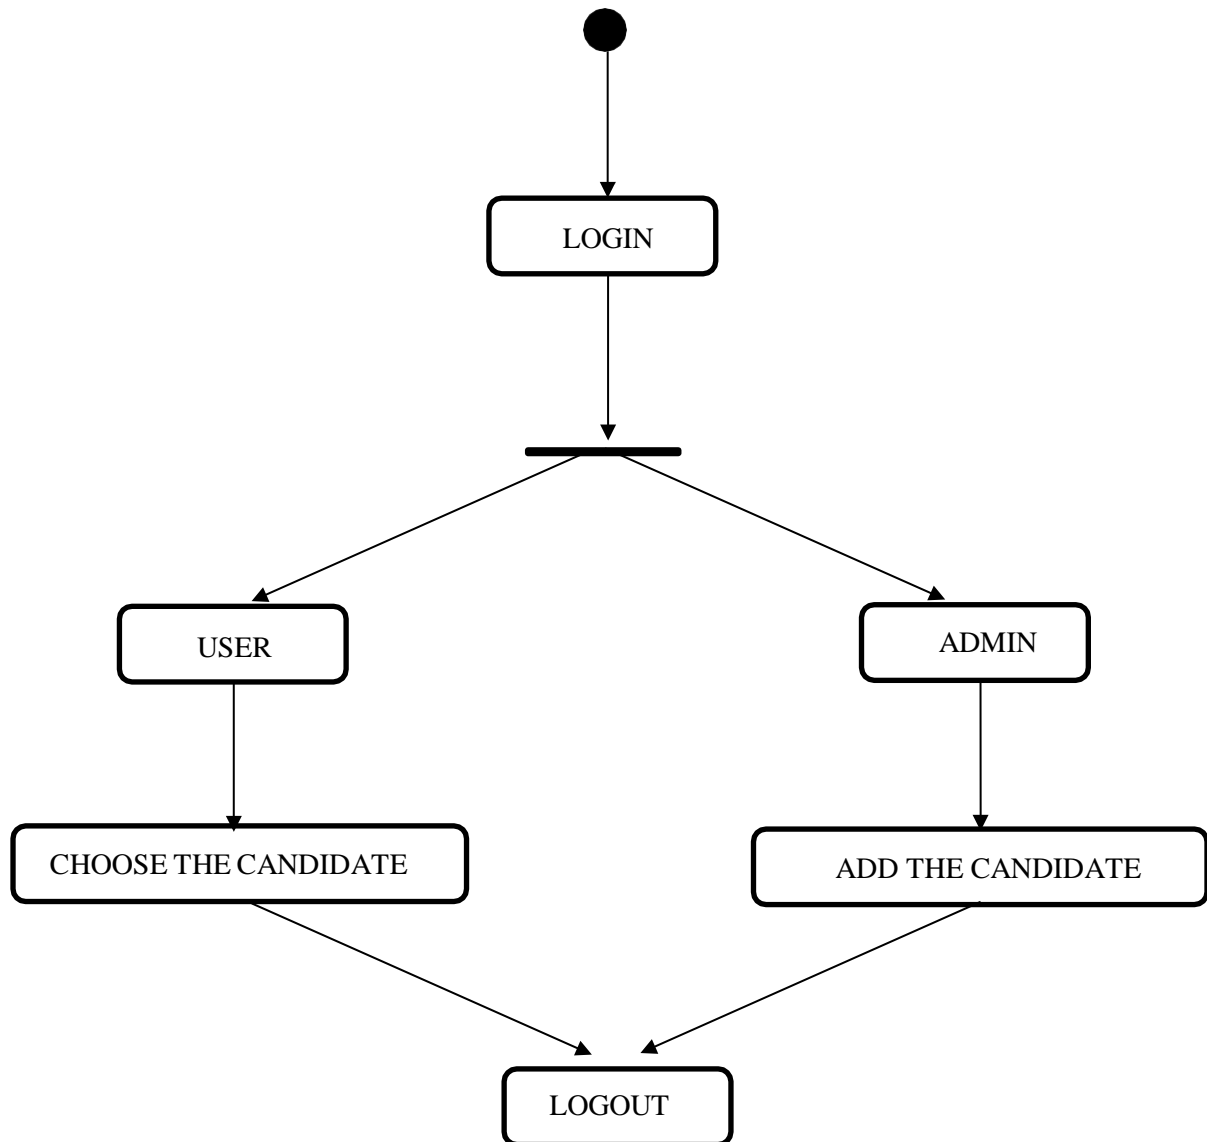 LOGIN
USER
ADMIN
CHOOSE THE CANDIDATE
ADD THE CANDIDATE
LOGOUT